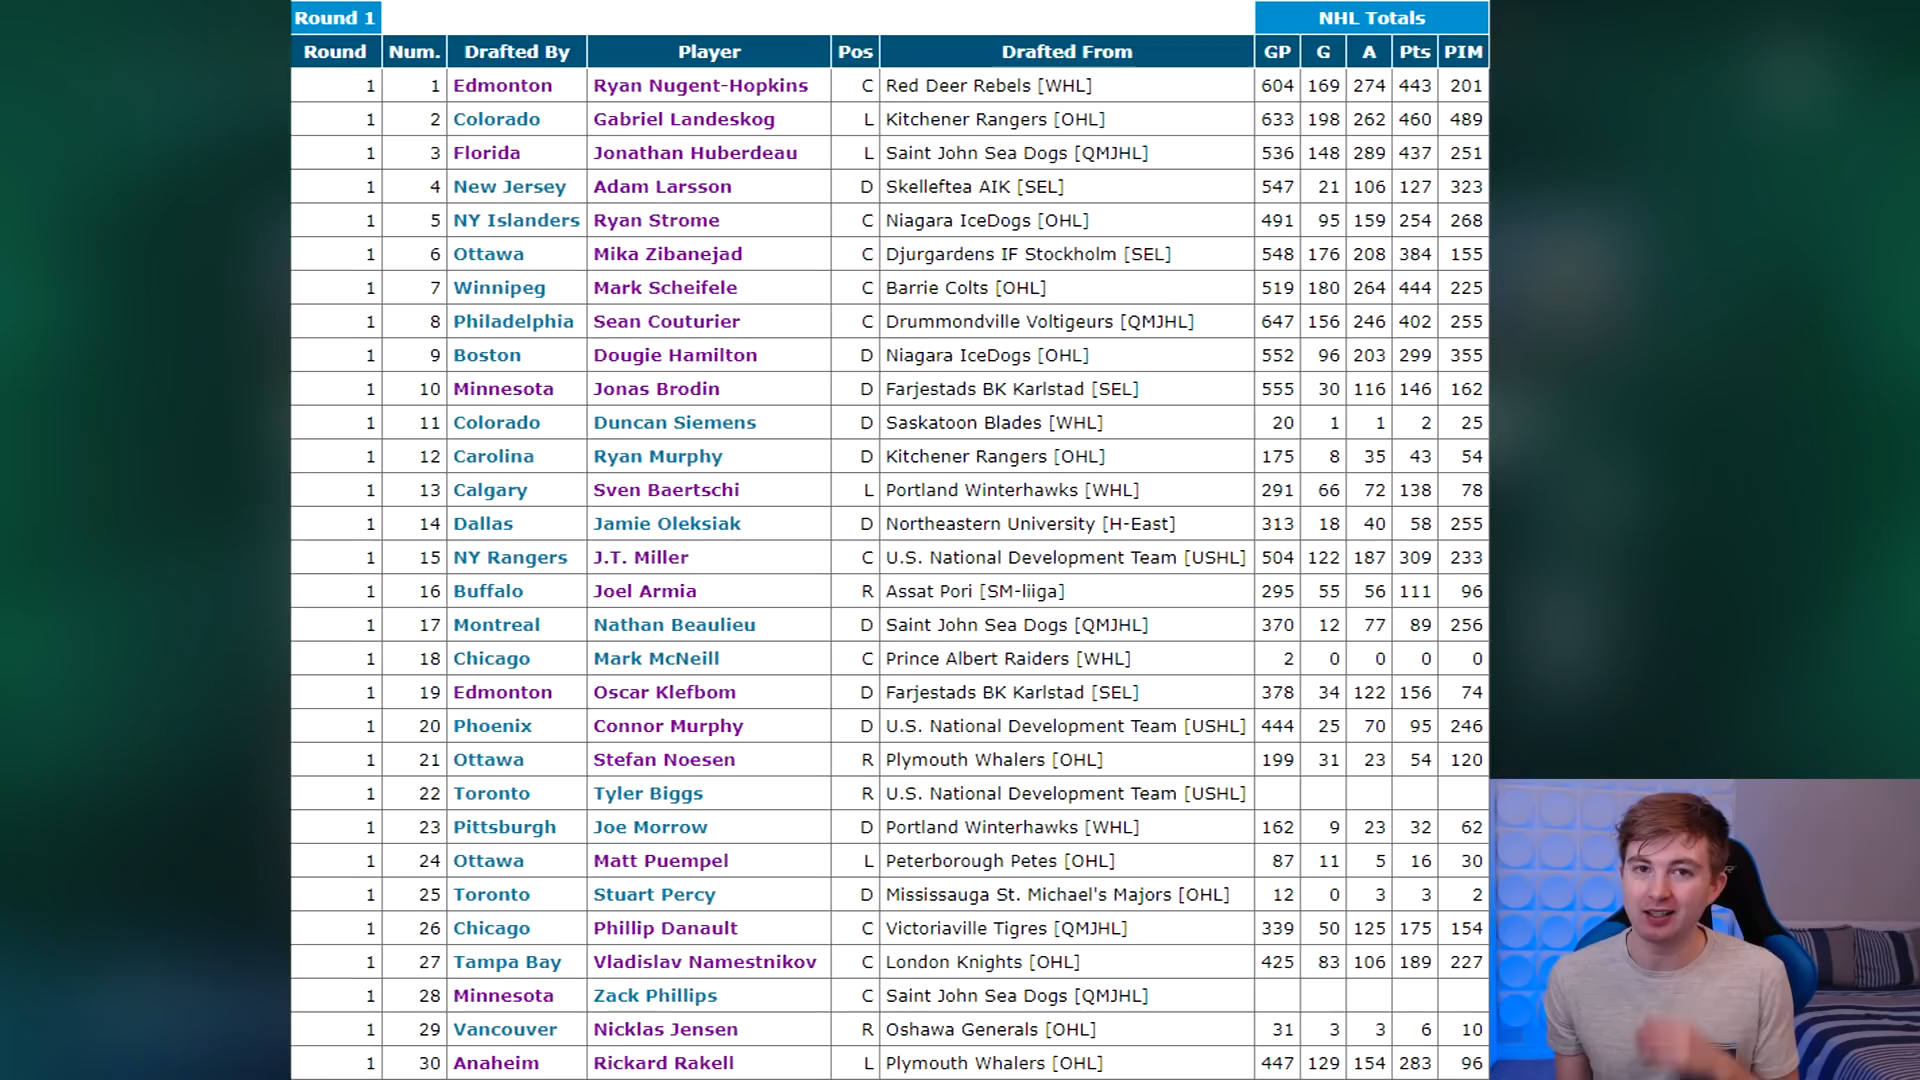 Round 1 NHL Totals
Round Num. Drafted By Player Pos Drafted From GP G A Pts PIM
1 1 Edmonton Ryan Nugent-Hopkins C Red Deer Rebels [WHL] 604 169 274 443 201
1 2 Colorado Gabriel Landeskog L Kitchener Rangers [OHL] 633 198 262 460 489
1 3 Florida Jonathan Huberdeau L Saint John Sea Dogs [QMJHL] 536 148 289 437 251
1 4 New Jersey Adam Larsson D Skelleftea AIK [SEL] 547 21 106 127 323
1 5 NY Islanders Ryan Strome C Niagara IceDogs [OHL] 491 95 159 254 268
1 6 Ottawa Mika Zibanejad C Djurgardens IF Stockholm [SEL] 548 176 208 384 155
1 7 Winnipeg Mark Scheifele C Barrie Colts [OHL] 519 180 264 444 225
1 8 Philadelphia Sean Couturier C Drummondville Voltigeurs [QMJHL] 647 156 246 402 255
1 9 Boston Dougie Hamilton D Niagara IceDogs [OHL] 552 96 203 299 355
1 10 Minnesota Jonas Brodin D Farjestads BK Karlstad [SEL] 555 30 116 146 162
1 11 Colorado Duncan Siemens D Saskatoon Blades [WHL] 20 1 1 2 25
1 12 Carolina Ryan Murphy D Kitchener Rangers [OHL] 175 8 35 43 54
1 13 Calgary Sven Baertschi L Portland Winterhawks [WHL] 291 66 72 138 78
1 14 Dallas Jamie Oleksiak D Northeastern University [H-East] 313 18 40 58 255
1 15 NY Rangers J.T. Miller C U.S. National Development Team [USHL] 504 122 187 309 233
1 16 Buffalo Joel Armia R Assat Pori [SM-liiga] 295 55 56 111 96
1 17 Montreal Nathan Beaulieu D Saint John Sea Dogs [QMJHL] 370 12 77 89 256
1 18 Chicago Mark McNeill C Prince Albert Raiders [WHL] 2 0 0 0 0
1 19 Edmonton Oscar Klefbom D Farjestads BK Karlstad [SEL] 378 34 122 156 74
1 20 Phoenix Connor Murphy D U.S. National Development Team [USHL] 444 25 70 95 246
1 21 Ottawa Stefan Noesen R Plymouth Whalers [OHL] 199 31 23 54 120
1 22 Toronto Tyler Biggs R U.S. National Development Team [USHL]
1 23 Pittsburgh Joe Morrow D Portland Winterhawks [WHL] 162 9 23 32 62
1 24 Ottawa Matt Puempel L Peterborough Petes [OHL] 87 11 5 16 30
1 25 Toronto Stuart Percy D Mississauga St. Michael's Majors [OHL] 12 0 3 3 2
1 26 Chicago Phillip Danault C Victoriaville Tigres [QMJHL] 339 50 125 175 154
1 27 Tampa Bay Vladislav Namestnikov C London Knights [OHL] 425 83 106 189 227
1 28 Minnesota Zack Phillips C Saint John Sea Dogs [QMJHL]
1 29 Vancouver Nicklas Jensen R Oshawa Generals [OHL] 31 3 3 6 10
1 30 Anaheim Rickard Rakell L Plymouth Whalers [OHL] 447 129 154 283 96